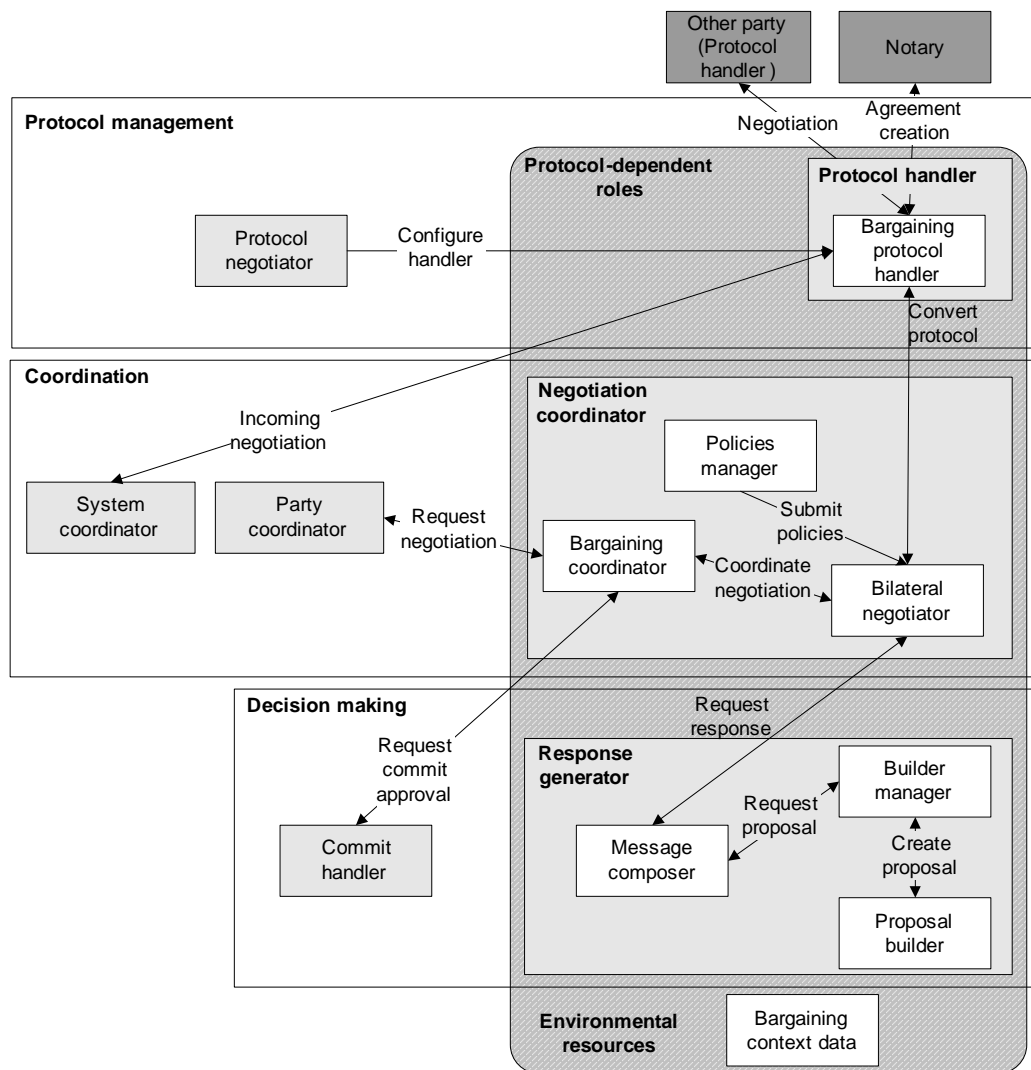 Other party
(Protocol
handler )
Notary
Protocol management
Negotiation
Agreement
creation
Protocol-dependent
roles
Protocol handler
Protocol
negotiator
Configure
handler
Bargaining
protocol
handler
Convert
protocol
Coordination
Negotiation
coordinator
Incoming
negotiation
Policies
manager
System
coordinator
Party
coordinator
Request
negotiation
Submit
policies
Bargaining
coordinator
Coordinate
negotiation
Bilateral
negotiator
Decision making
Request
response
Request
commit
approval
Response
generator
Builder
manager
Request
proposal
Commit
handler
Message
composer
Create
proposal
Proposal
builder
Environmental
resources
Bargaining
context data